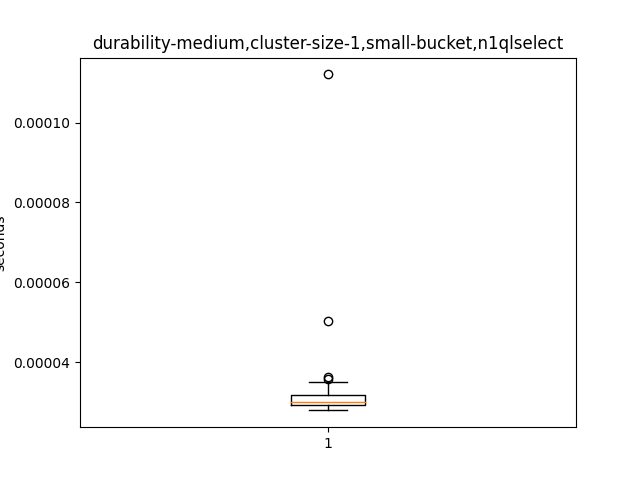 durability-medium,cluster-size-1,small-bucket,n1qlselect
0.00010
0.00008
seconds
0.00006
0.00004
1